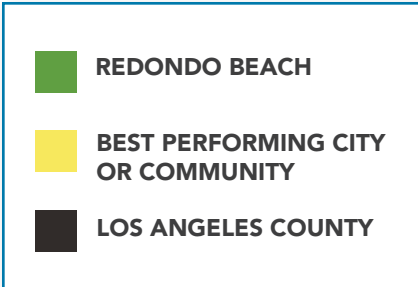 REDONDO BEACH
BEST PERFORMING CITY
OR COMMUNITY
LOS ANGELES COUNTY